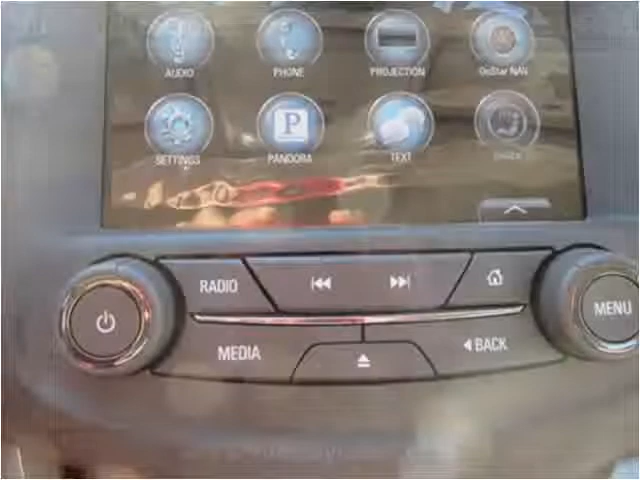 AUDIO PHONE PROJECTION OnStar NAV
SETTINGS P PANDORA TEXT
RADIO
MENU
MEDIA BACK